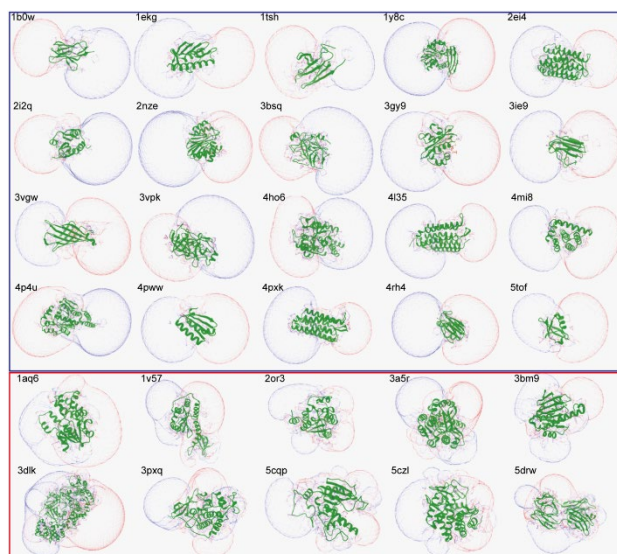 1b0w 1ekg 1tsh 1y8c 2ei4
2i2q 2nze 3bsq 3gy9 3ie9
3vgw 3vpk 4ho6 4l35 4mi8
4p4u 4pww 4pxk 4rh4 5tof
1aq6 1v57 2or3 3a5r 3bm9
3dlk 3pxq 5cqp 5czl 5drw